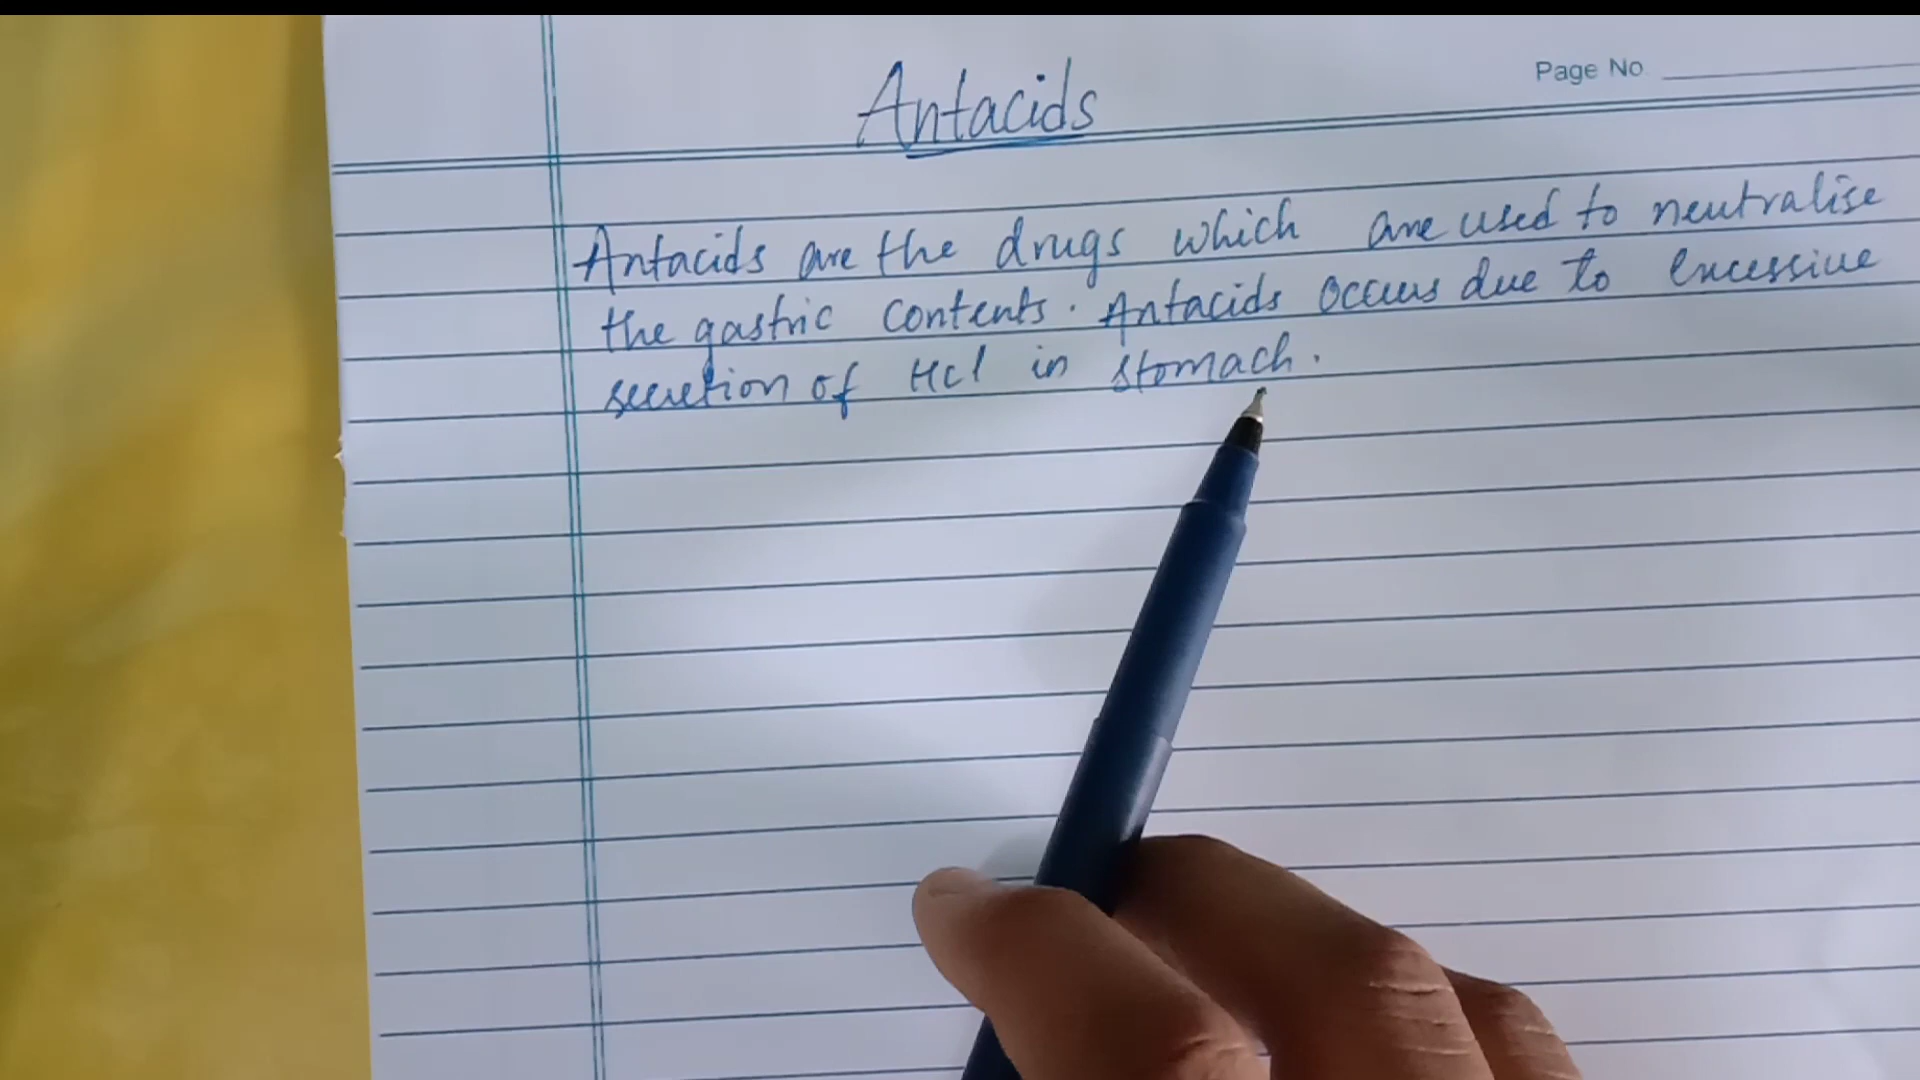 Antacids
Page No
Antacids are the drugs which are used to neutralise
the gastric contents. Antacids occurs due to excessive
secretion of HCl in stomach.